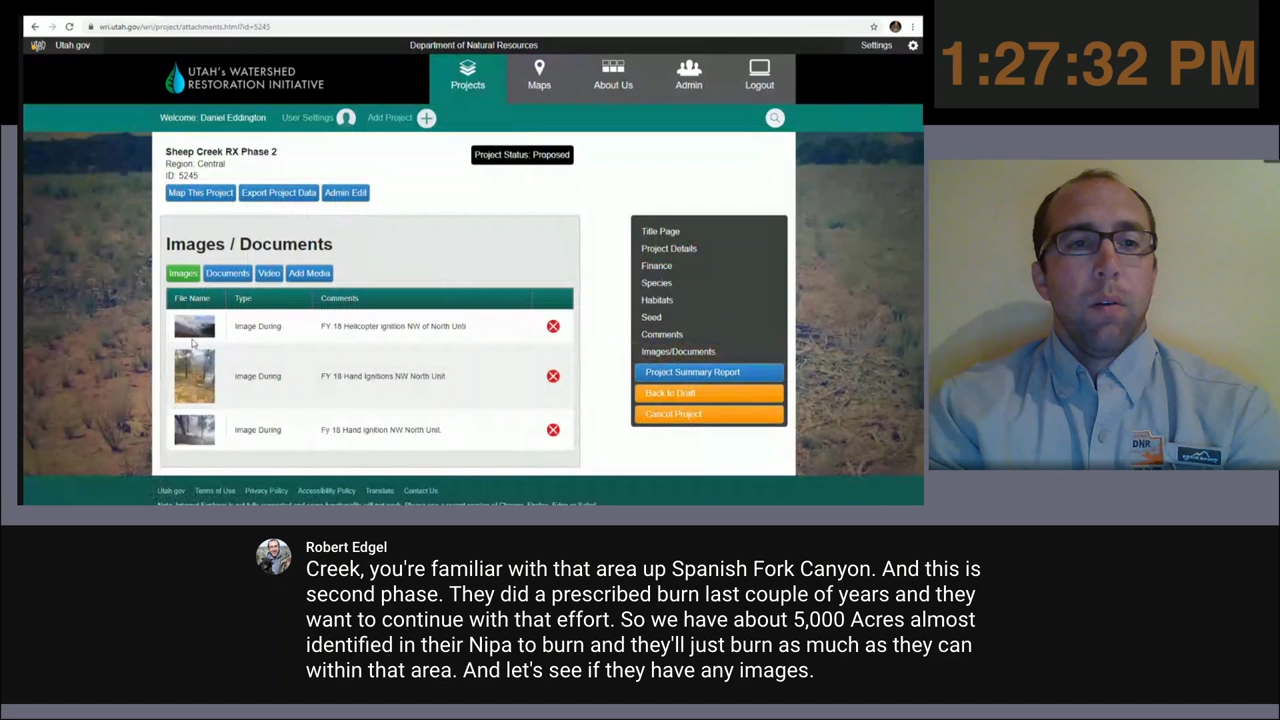 wri.utah.gov/wri/project/attachments.html?id=5245
1:27:32 PM
Utah.gov
Department of Natural Resources
Settings
UTAH's WATERSHED
RESTORATION INITIATIVE
Projects
Maps
About Us
Admin
Logout
Welcome: Daniel Eddington
User Settings
Add Project
Sheep Creek RX Phase 2
Region: Central
ID: 5245
Project Status: Proposed
Map This Project
Export Project Data
Admin Edit
Images / Documents
Images
Documents
Video
Add Media
File Name
Type
Comments
Image During
FY 18 Helicopter ignition NW of North Unti
Image During
FY 18 Hand Ignitions NW North Unit
Image During
Fy 18 Hand ignition NW North Unit.
Title Page
Project Details
Finance
Species
Habitats
Seed
Comments
Images/Documents
Project Summary Report
Back to Draft
Cancel Project
Utah.gov
Terms of Use
Privacy Policy
Accessibility Policy
Translate
Contact Us
DNR
Robert Edgel
Creek, you're familiar with that area up Spanish Fork Canyon. And this is
second phase. They did a prescribed burn last couple of years and they
want to continue with that effort. So we have about 5,000 Acres almost
identified in their Nipa to burn and they'll just burn as much as they can
within that area. And let's see if they have any images.